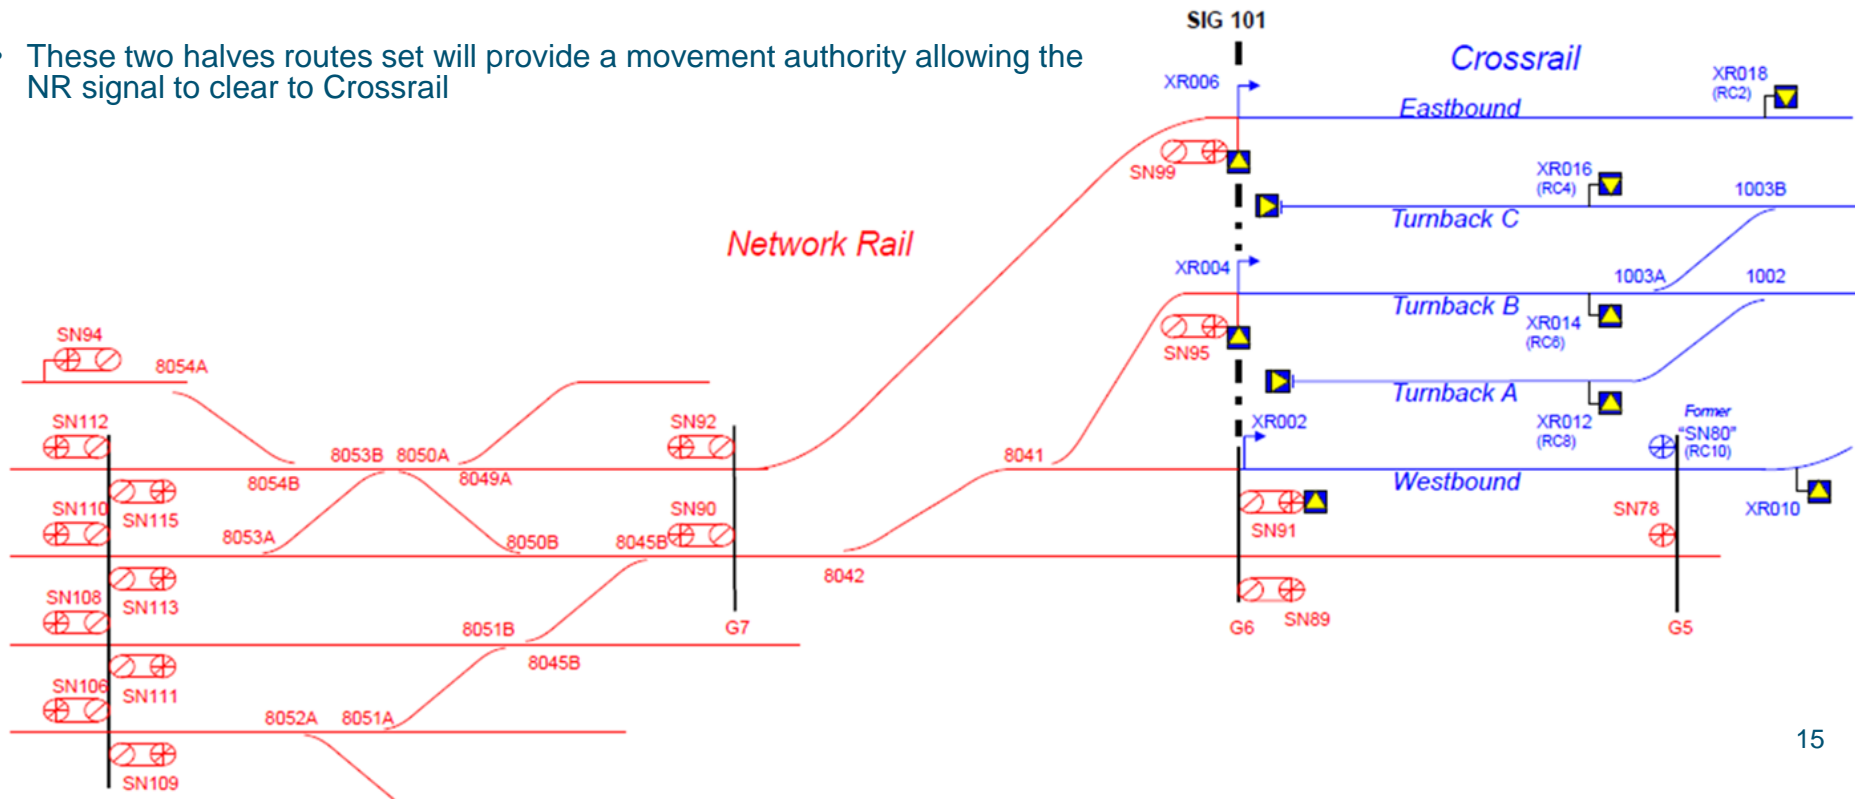 • These two halves routes set will provide a movement authority allowing the
NR signal to clear to Crossrail
SIG 101
Crossrail
XR006
XR018
(RC2)
Eastbound
SN99
XR016
(RC4)
1003B
Turnback C
Network Rail
XR004
1003A
1002
Turnback B
XR014
(RC6)
SN95
SN94
8054A
Turnback A
XR012
(RC8)
Former
"SN80"
(RC10)
SN112
SN92
XR002
8053B
8050A
8041
8054B
8049A
Westbound
SN110
SN115
SN90
SN91
SN78
XR010
8053A
8050B
8045B
8042
SN108
SN113
8051B
G7
G6
SN89
G5
8045B
SN106
SN111
8052A
8051A
SN109
15